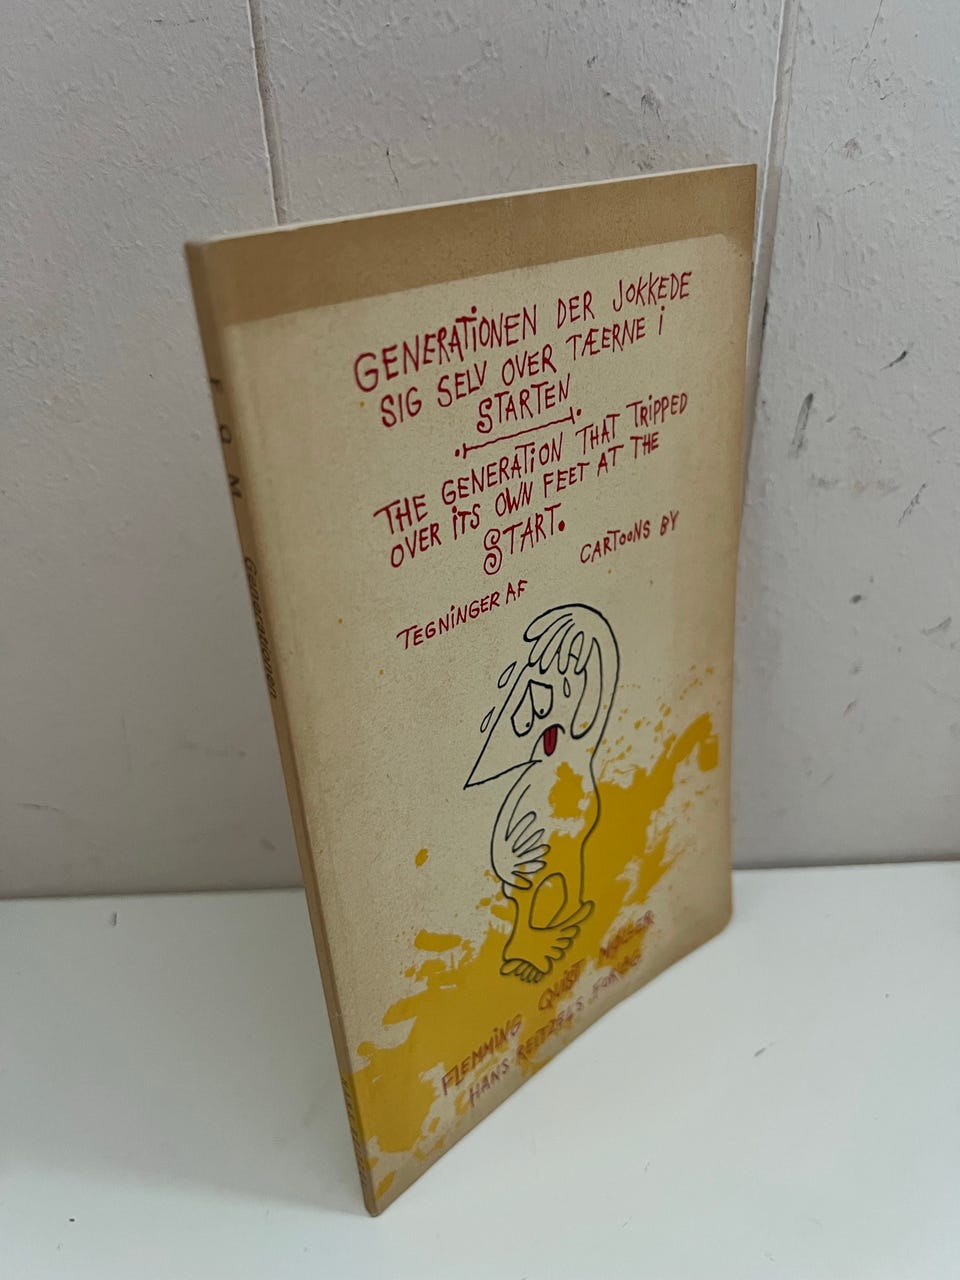 GENERATIONEN DER JOKKEDE
SIG SELV OVER TÆERNE I
STARTEN
THE GENERATION THAT TRIPPED
OVER ITS OWN FEET AT THE
START.
TEGNINGER AF
CARTOONS BY
FLEMMING QUIST MØLLER
HANS REITZEL'S FORLAG
Generationen